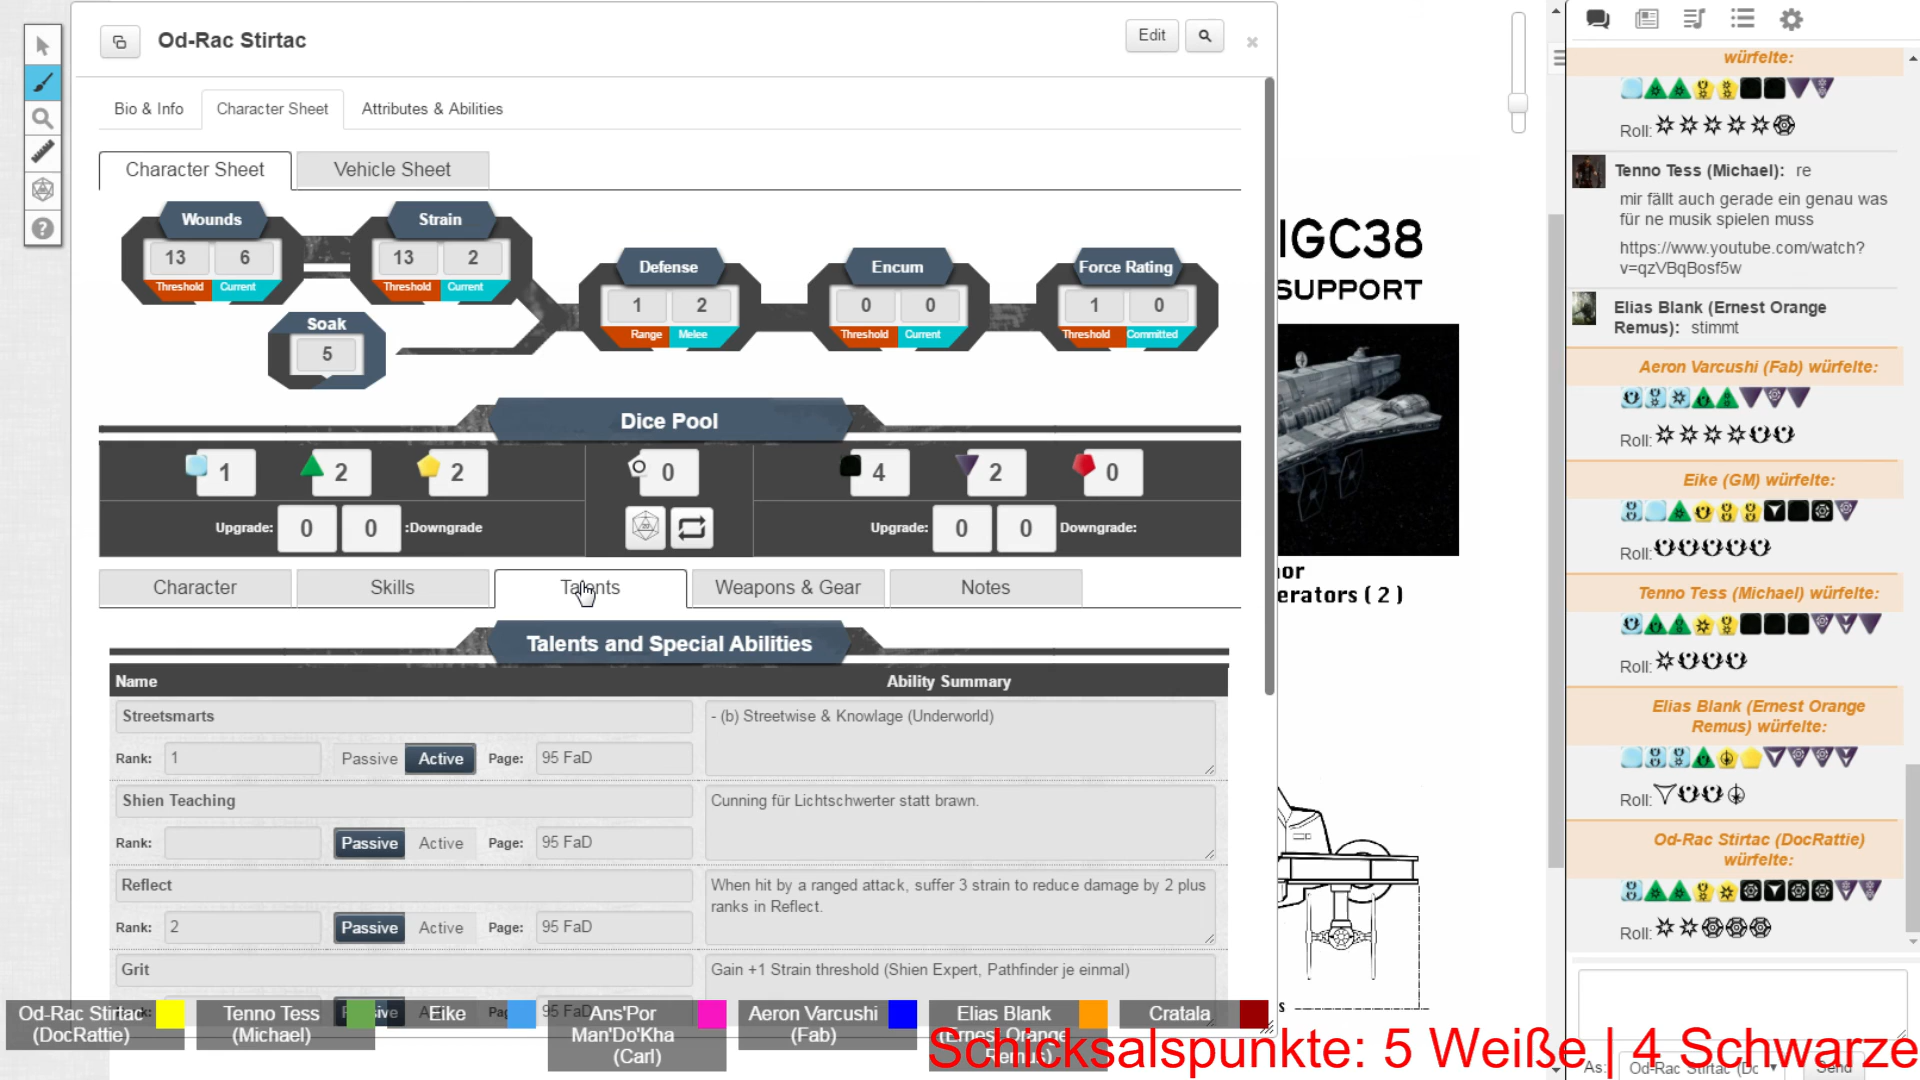 Od-Rac Stirtac
Edit
Bio & Info
Character Sheet
Attributes & Abilities
Character Sheet
Vehicle Sheet
Wounds
13 6
Threshold Current
Strain
13 2
Threshold Current
Soak
5
Defense
1 2
Range Melee
Encum
0 0
Threshold Current
Force Rating
1 0
Threshold Committed
Dice Pool
1 2 2 0 4 2 0
Upgrade: 0 0 :Downgrade
Upgrade: 0 0 Downgrade:
Character
Skills
Talents
Weapons & Gear
Notes
Talents and Special Abilities
Name
Ability Summary
Streetsmarts
- (b) Streetwise & Knowlage (Underworld)
Rank: 1 Passive Active Page: 95 FaD
Shien Teaching
Cunning für Lichtschwerter statt brawn.
Rank: Passive Active Page: 95 FaD
Reflect
When hit by a ranged attack, suffer 3 strain to reduce damage by 2 plus
ranks in Reflect.
Rank: 2 Passive Active Page: 95 FaD
Grit
Gain +1 Strain threshold (Shien Expert, Pathfinder je einmal)
95 FaD
IGC38
SUPPORT
erators ( 2 )
würfelte:
Roll:
Tenno Tess (Michael): re
mir fällt auch gerade ein genau was
für ne musik spielen muss
https://www.youtube.com/watch?
v=qzVBqBosf5w
Elias Blank (Ernest Orange
Remus): stimmt
Aeron Varcushi (Fab) würfelte:
Roll:
Eike (GM) würfelte:
Roll:
Tenno Tess (Michael) würfelte:
Roll:
Elias Blank (Ernest Orange
Remus) würfelte:
Roll:
Od-Rac Stirtac (DocRattie)
würfelte:
Roll:
As: Od-Rac Stirtac (Dc
Send
Od-Rac Stirtac
(DocRattie)
Tenno Tess
(Michael)
Eike
Ans'Por
Man'Do'Kha
(Carl)
Aeron Varcushi
(Fab)
Elias Blank
(Ernest Orange
Remus)
Cratala
Schicksalspunkte: 5 Weiße | 4 Schwarze